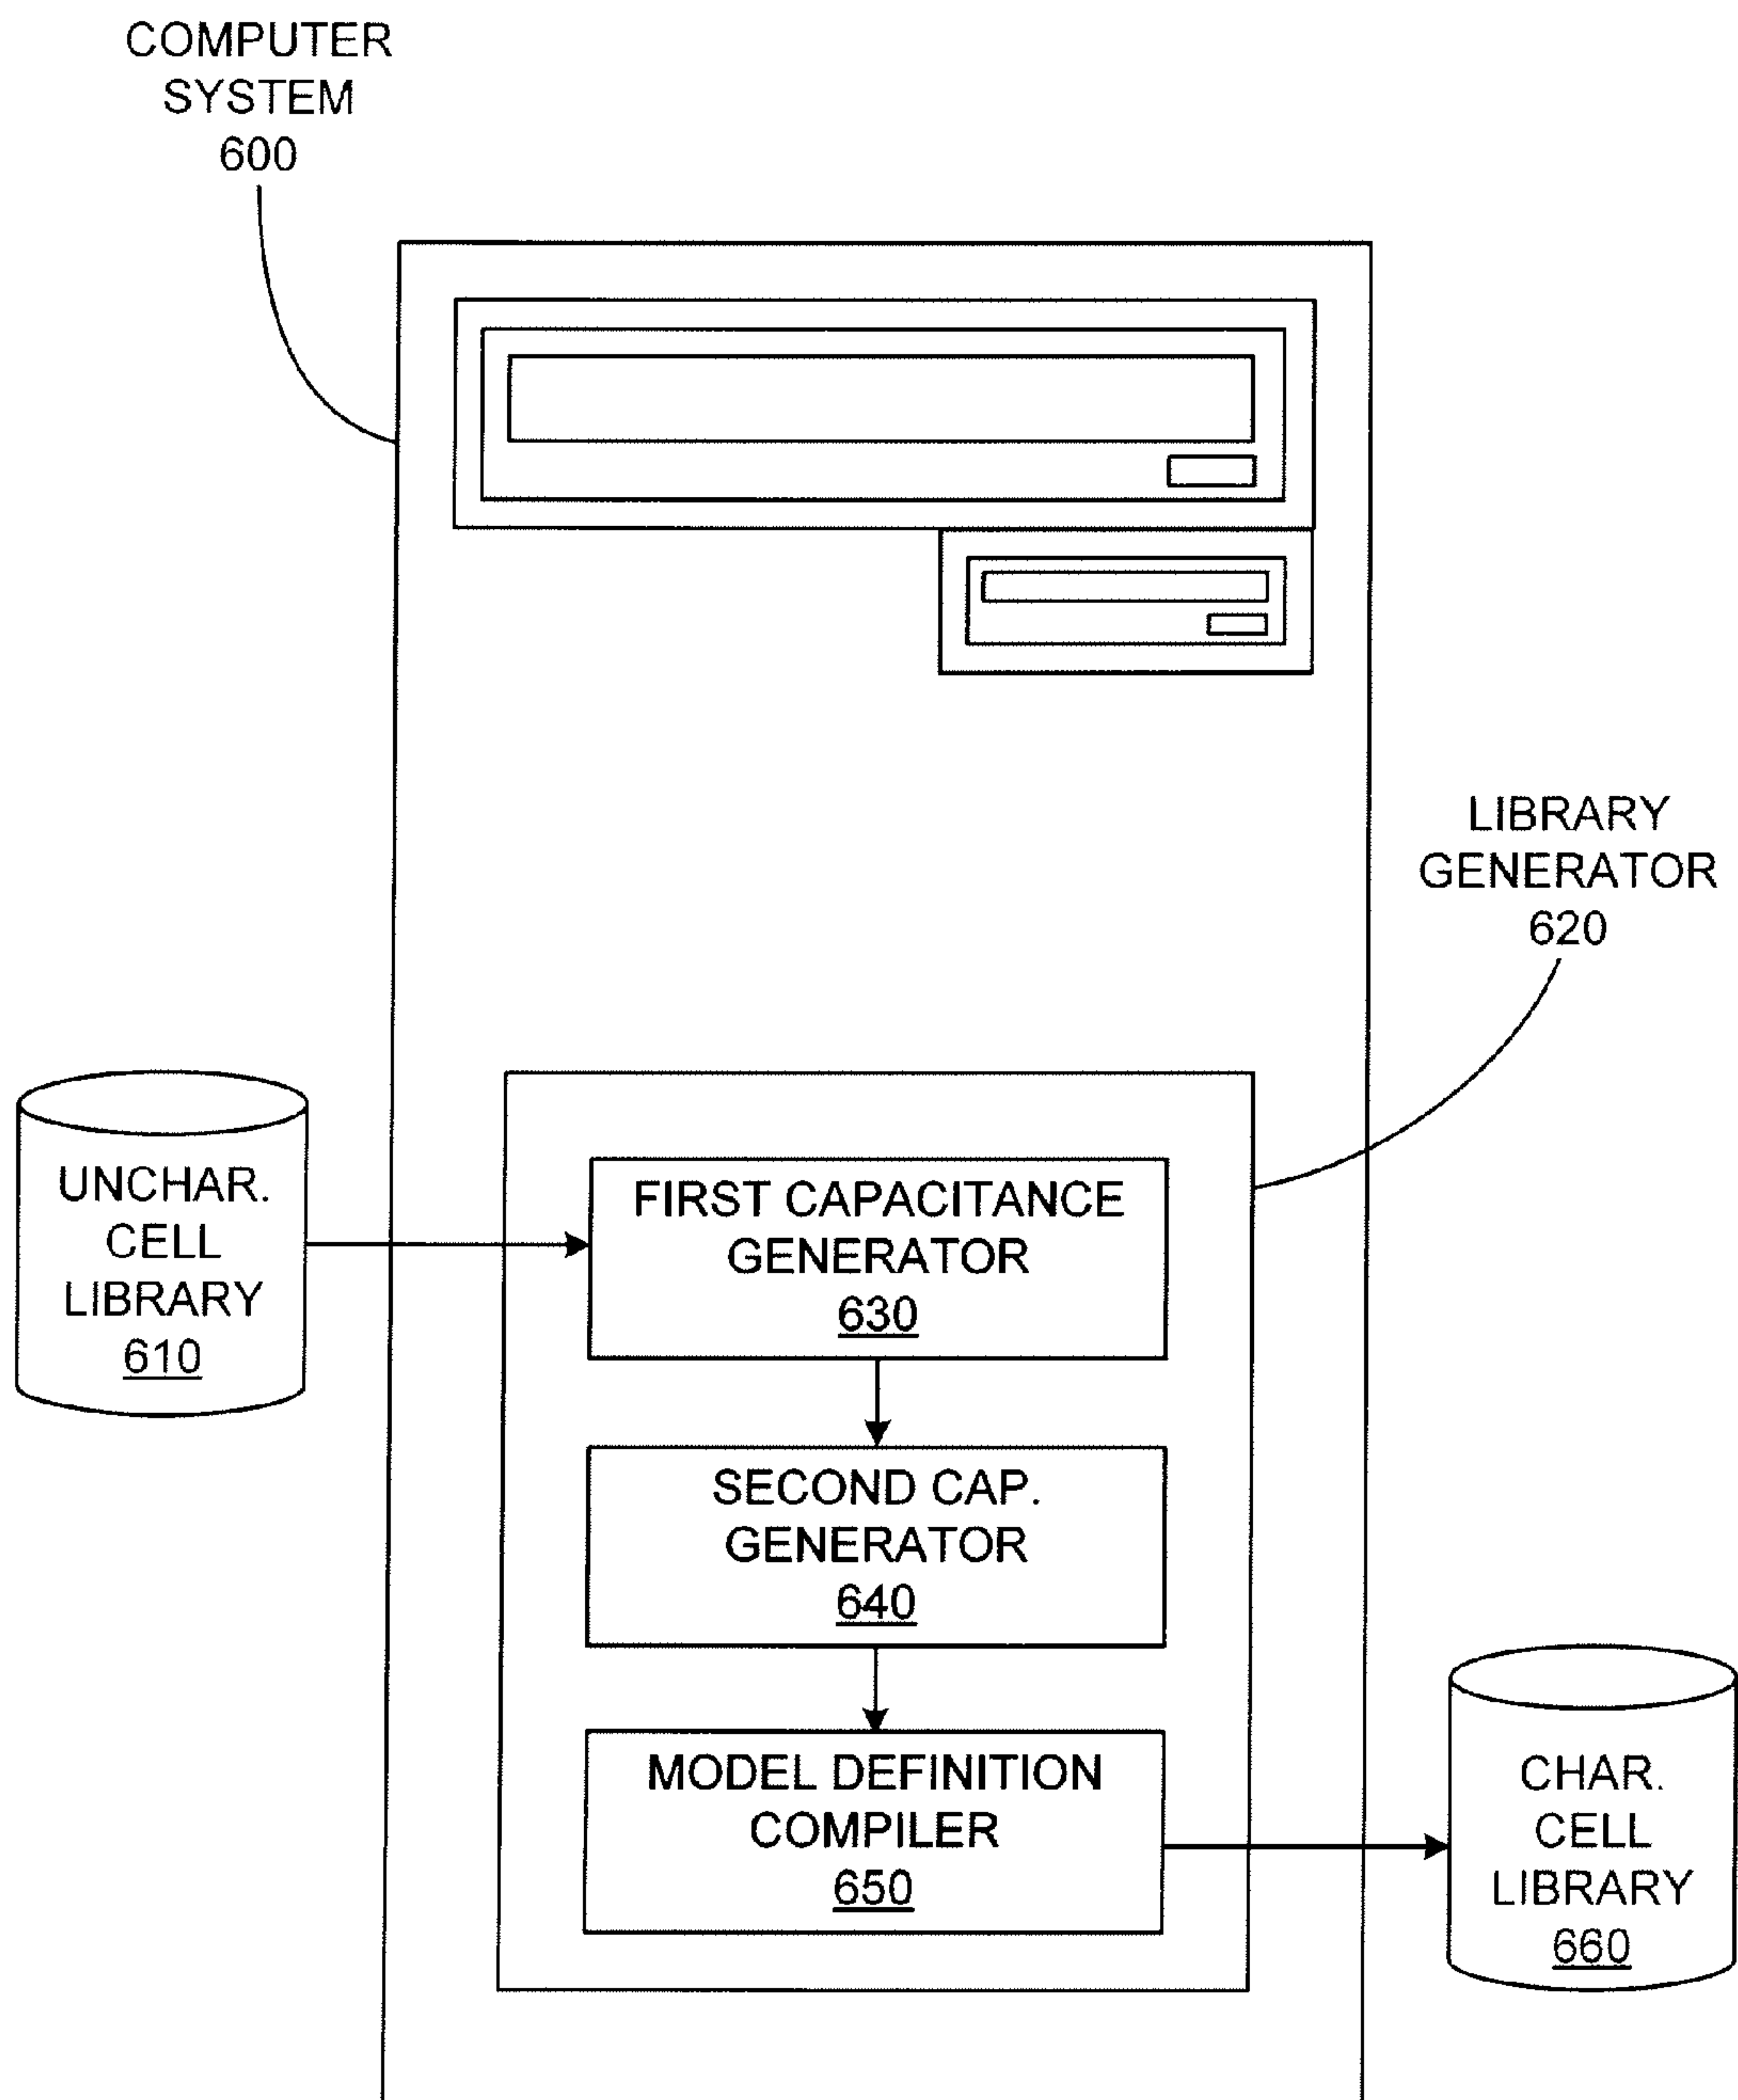 COMPUTER
SYSTEM
600
LIBRARY
GENERATOR
620
UNCHAR.
CELL
LIBRARY
610
FIRST CAPACITANCE
GENERATOR
630
SECOND CAP.
GENERATOR
640
MODEL DEFINITION
COMPILER
650
CHAR.
CELL
LIBRARY
660